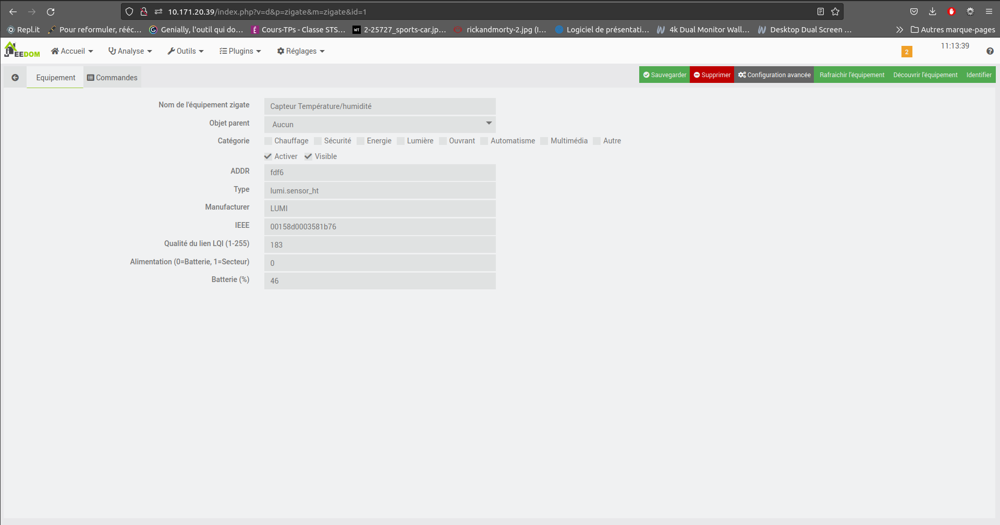 10.171.20.39/index.php?v=d&p=zigate&m=zigate&id=1
Repl.it Pour reformuler, réec… Genially, l'outil qui do… Cours-TPs - Classe STS… WT 2-25727_sports-car.jp… rickandmorty-2.jpg (I… Logiciel de présentati… 4k Dual Monitor Wall… Desktop Dual Screen … Autres marque-pages
JEEDOM Accueil Analyse Outils Plugins Réglages 2 11:13:39
Equipement Commandes Sauvegarder Supprimer Configuration avancée Rafraichir l'équipement Découvrir l'équipement Identifier
Nom de l'équipement zigate Capteur Température/humidité
Objet parent Aucun
Catégorie Chauffage Sécurité Energie Lumière Ouvrant Automatisme Multimédia Autre
Activer Visible
ADDR fdf6
Type lumi.sensor_ht
Manufacturer LUMI
IEEE 00158d0003581b76
Qualité du lien LQI (1-255) 183
Alimentation (0=Batterie, 1=Secteur) 0
Batterie (%) 46